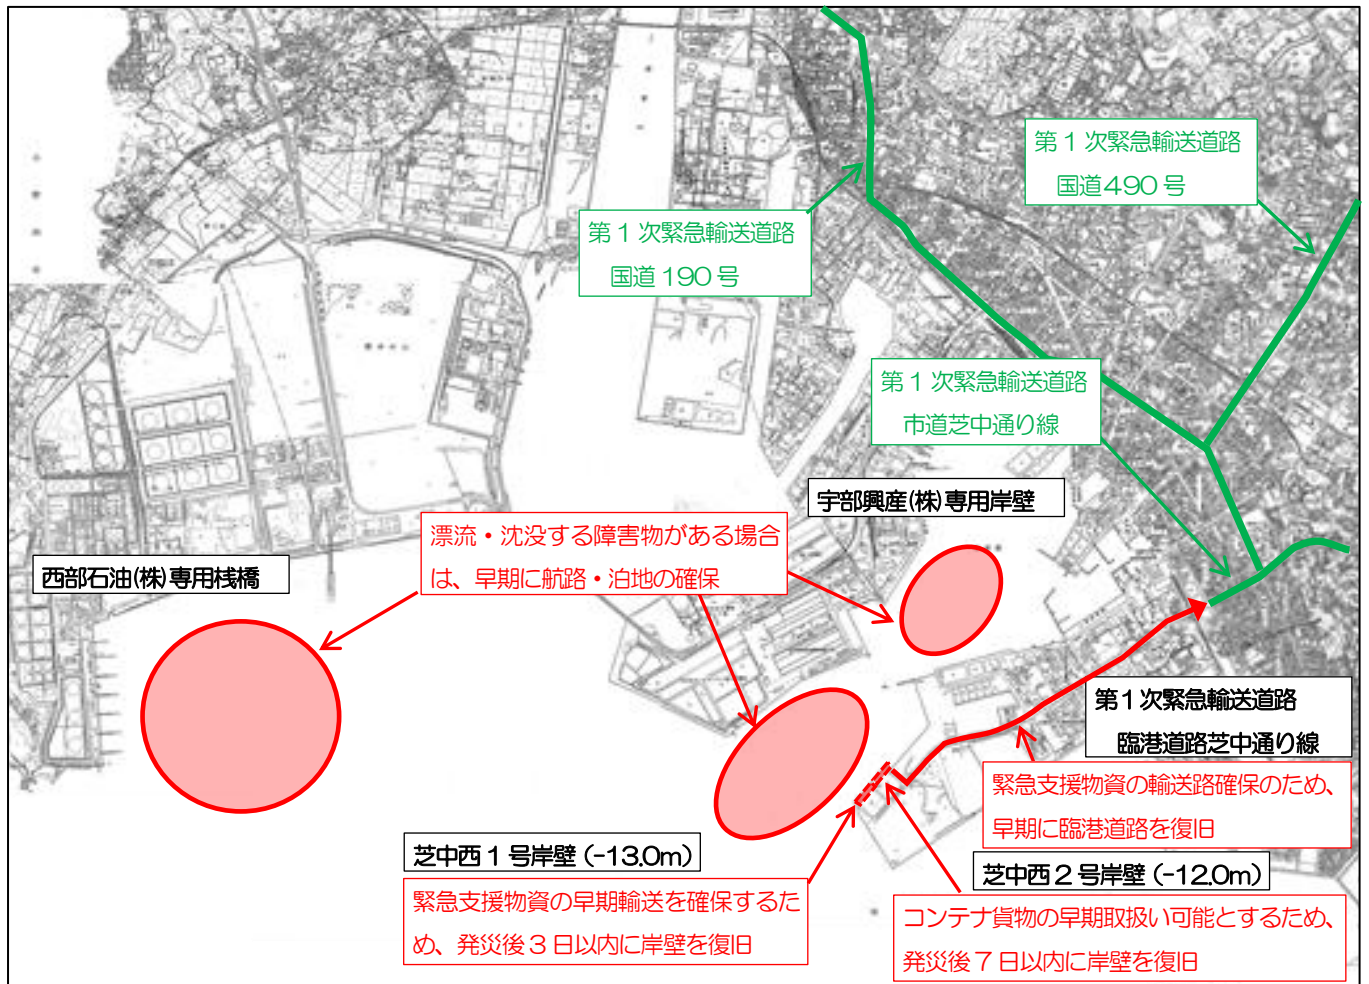 第1次緊急輸送道路
国道490号
第1次緊急輸送道路
国道190号
第1次緊急輸送道路
市道芝中通り線
宇部興産(株)専用岸壁
漂流・沈没する障害物がある場合
は、早期に航路・泊地の確保
西部石油(株)専用桟橋
第1次緊急輸送道路
臨港道路芝中通り線
緊急支援物資の輸送路確保のため、
早期に臨港道路を復旧
芝中西1号岸壁(-13.0m)
緊急支援物資の早期輸送を確保するた
め、発災後3日以内に岸壁を復旧
芝中西2号岸壁(-12.0m)
コンテナ貨物の早期取扱い可能とするため、
発災後7日以内に岸壁を復旧